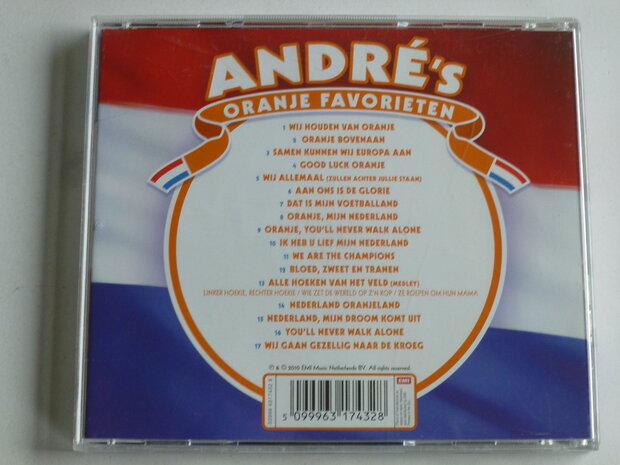 ANDRÉ's
ORANJE FAVORIETEN
1 WIJ HOUDEN VAN ORANJE
2 ORANJE BOVENAAN
3 SAMEN KUNNEN WIJ EUROPA AAN
4 GOOD LUCK ORANJE
5 WIJ ALLEMAAL (ZULLEN ACHTER JULLIE STAAN)
6 AAN ONS IS DE GLORIE
7 DAT IS MIJN VOETBALLAND
8 ORANJE, MIJN NEDERLAND
9 ORANJE, YOU'LL NEVER WALK ALONE
10 IK HEB U LIEF MIJN NEDERLAND
11 WE ARE THE CHAMPIONS
12 BLOED, ZWEET EN TRANEN
13 ALLE HOEKEN VAN HET VELD (MEDLEY)
LINKER HOEKIE, RECHTER HOEKIE / WIE ZET DE WERELD OP Z'N KOP / ZE ROEPEN OM HUN MAMA
14 NEDERLAND ORANJELAND
15 NEDERLAND, MIJN DROOM KOMT UIT
16 YOU'LL NEVER WALK ALONE
17 WIJ GAAN GEZELLIG NAAR DE KROEG
℗ & © 2010 EMI Music Netherlands BV. All rights reserved.
EMI
5 099963 174328